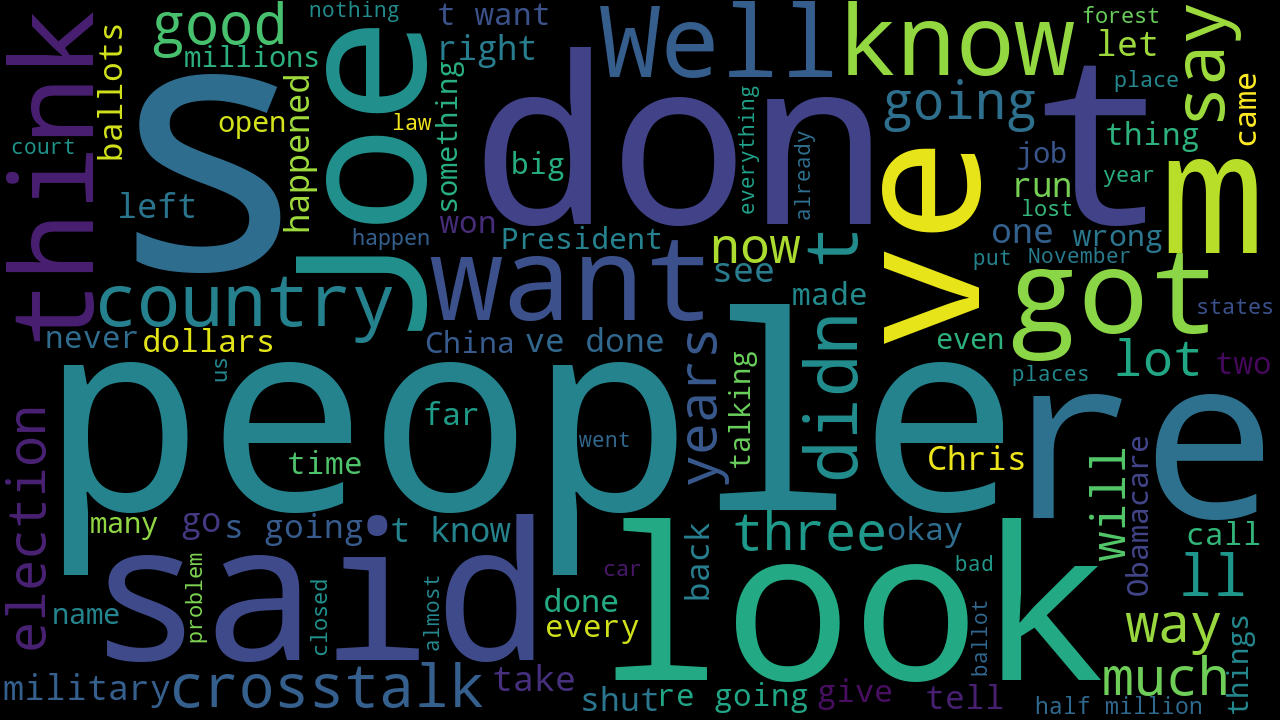 think
ballots
good
millions
nothing
t want
right
Well
know
forest
let
say
place
came
going
court
S
open
happened
joe
law
something
don
big
everything
already
t
thing
job
run
year
m
ve
left
happen
won
President
now
see
lost
one
wrong
country
want
made
didn t
put
November
got
states
never
dollars
us
China
ve done
years
talking
even
lot
two
places
people
re
far
went
Chris
time
election
many
go
s going
t know
three
okay
will
Obamacare
call
said
look
back
bad
ll
name
problem
closed
almost
car
done
every
ballot
way
things
military
crosstalk
take
shut
re going
give
tell
much
half million